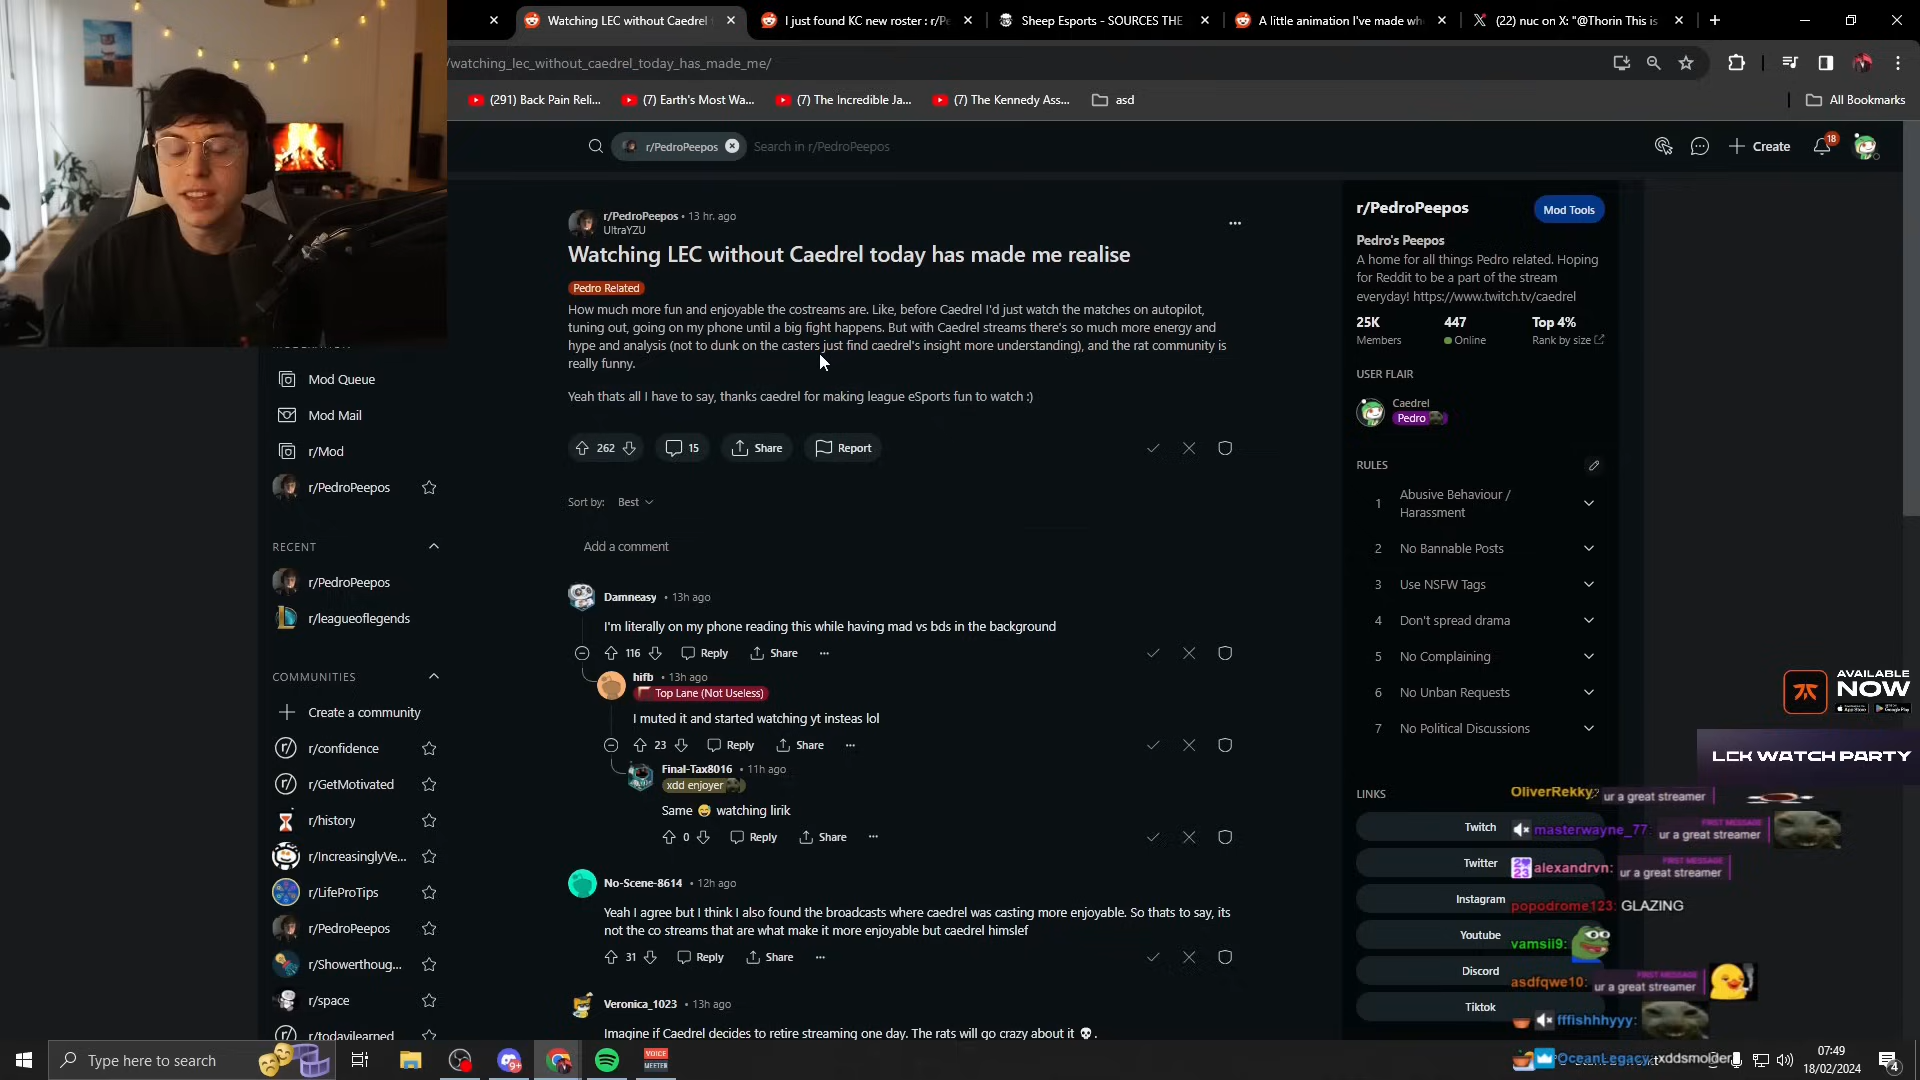 Watching LEC without Caedrel t
I just found KC new roster : r/Pe
Sheep Esports - SOURCES THE
A little animation I've made whi
(22) nuc on X: "@Thorin This is
/watching_lec_without_caedrel_today_has_made_me/
(291) Back Pain Reli...
(7) Earth's Most Wa...
(7) The Incredible Ja...
(7) The Kennedy Ass...
asd
All Bookmarks
r/PedroPeepos
Search in r/PedroPeepos
Create
18
r/PedroPeepos • 13 hr. ago
UltraYZU
Watching LEC without Caedrel today has made me realise
Pedro Related
How much more fun and enjoyable the costreams are. Like, before Caedrel I'd just watch the matches on autopilot,
tuning out, going on my phone until a big fight happens. But with Caedrel streams there's so much more energy and
hype and analysis (not to dunk on the casters just find caedrel's insight more understanding), and the rat community is
really funny.
Yeah thats all I have to say, thanks caedrel for making league eSports fun to watch :)
262
15
Share
Report
Sort by: Best
Add a comment
Damneasy • 13h ago
I'm literally on my phone reading this while having mad vs bds in the background
116
Reply
Share
hifb • 13h ago
Top Lane (Not Useless)
I muted it and started watching yt insteas lol
23
Reply
Share
Final-Tax8016 • 11h ago
xdd enjoyer
Same 😅 watching lirik
0
Reply
Share
No-Scene-8614 • 12h ago
Yeah I agree but I think I also found the broadcasts where caedrel was casting more enjoyable. So thats to say, its
not the co streams that are what make it more enjoyable but caedrel himslef
31
Reply
Share
Veronica_1023 • 13h ago
Imagine if Caedrel decides to retire streaming one day. The rats will go crazy about it 💀.
Mod Queue
Mod Mail
r/Mod
r/PedroPeepos
RECENT
r/PedroPeepos
r/leagueoflegends
COMMUNITIES
Create a community
r/confidence
r/GetMotivated
r/history
r/IncreasinglyVe...
r/LifeProTips
r/PedroPeepos
r/Showerthoug...
r/space
r/todayilearned
r/PedroPeepos
Mod Tools
Pedro's Peepos
A home for all things Pedro related. Hoping
for Reddit to be a part of the stream
everyday! https://www.twitch.tv/caedrel
25K
447
Top 4%
Members
Online
Rank by size
USER FLAIR
Caedrel
Pedro
RULES
1 Abusive Behaviour /
Harassment
2 No Bannable Posts
3 Use NSFW Tags
4 Don't spread drama
5 No Complaining
6 No Unban Requests
7 No Political Discussions
LINKS
Twitch
Twitter
Instagram
Youtube
Discord
Tiktok
AVAILABLE
NOW
LCK WATCH PARTY
OliverRekky: ur a great streamer
FIRST MESSAGE
masterwayne_77: ur a great streamer
FIRST MESSAGE
alexandrvn: ur a great streamer
popodrome123: GLAZING
vamsii9:
FIRST MESSAGE
asdfqwe10: ur a great streamer
fffishhhyyy:
OceanLegacy: xddsmolder
Type here to search
9+
VOICE
MEETER
07:49
18/02/2024
4